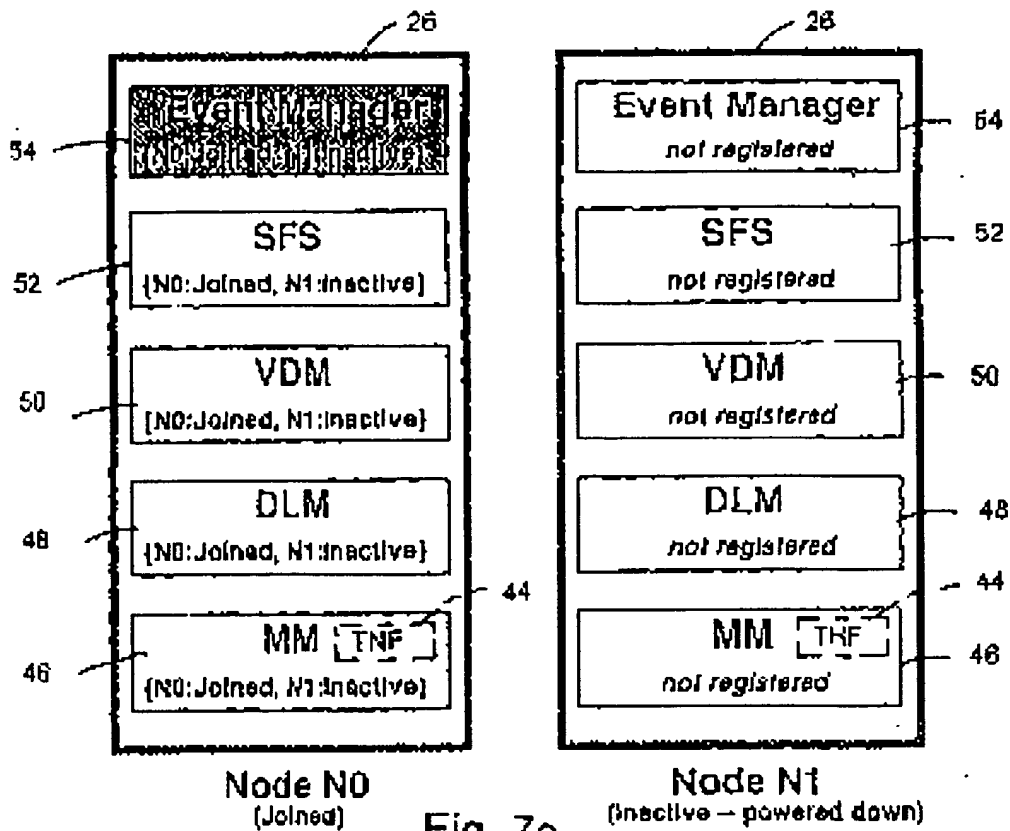 26
Event Manager
54
SFS
{N0:Joined, N1:Inactive}
52
VDM
{N0:Joined, N1:Inactive}
50
DLM
{N0:Joined, N1:Inactive}
48
MM
44
{N0:Joined, N1:Inactive}
46
Node N0
(Joined)
26
Event Manager
not registered
54
SFS
not registered
52
VDM
not registered
50
DLM
not registered
48
44
MM
not registered
46
Node N1
(Inactive – powered down)
Fig.